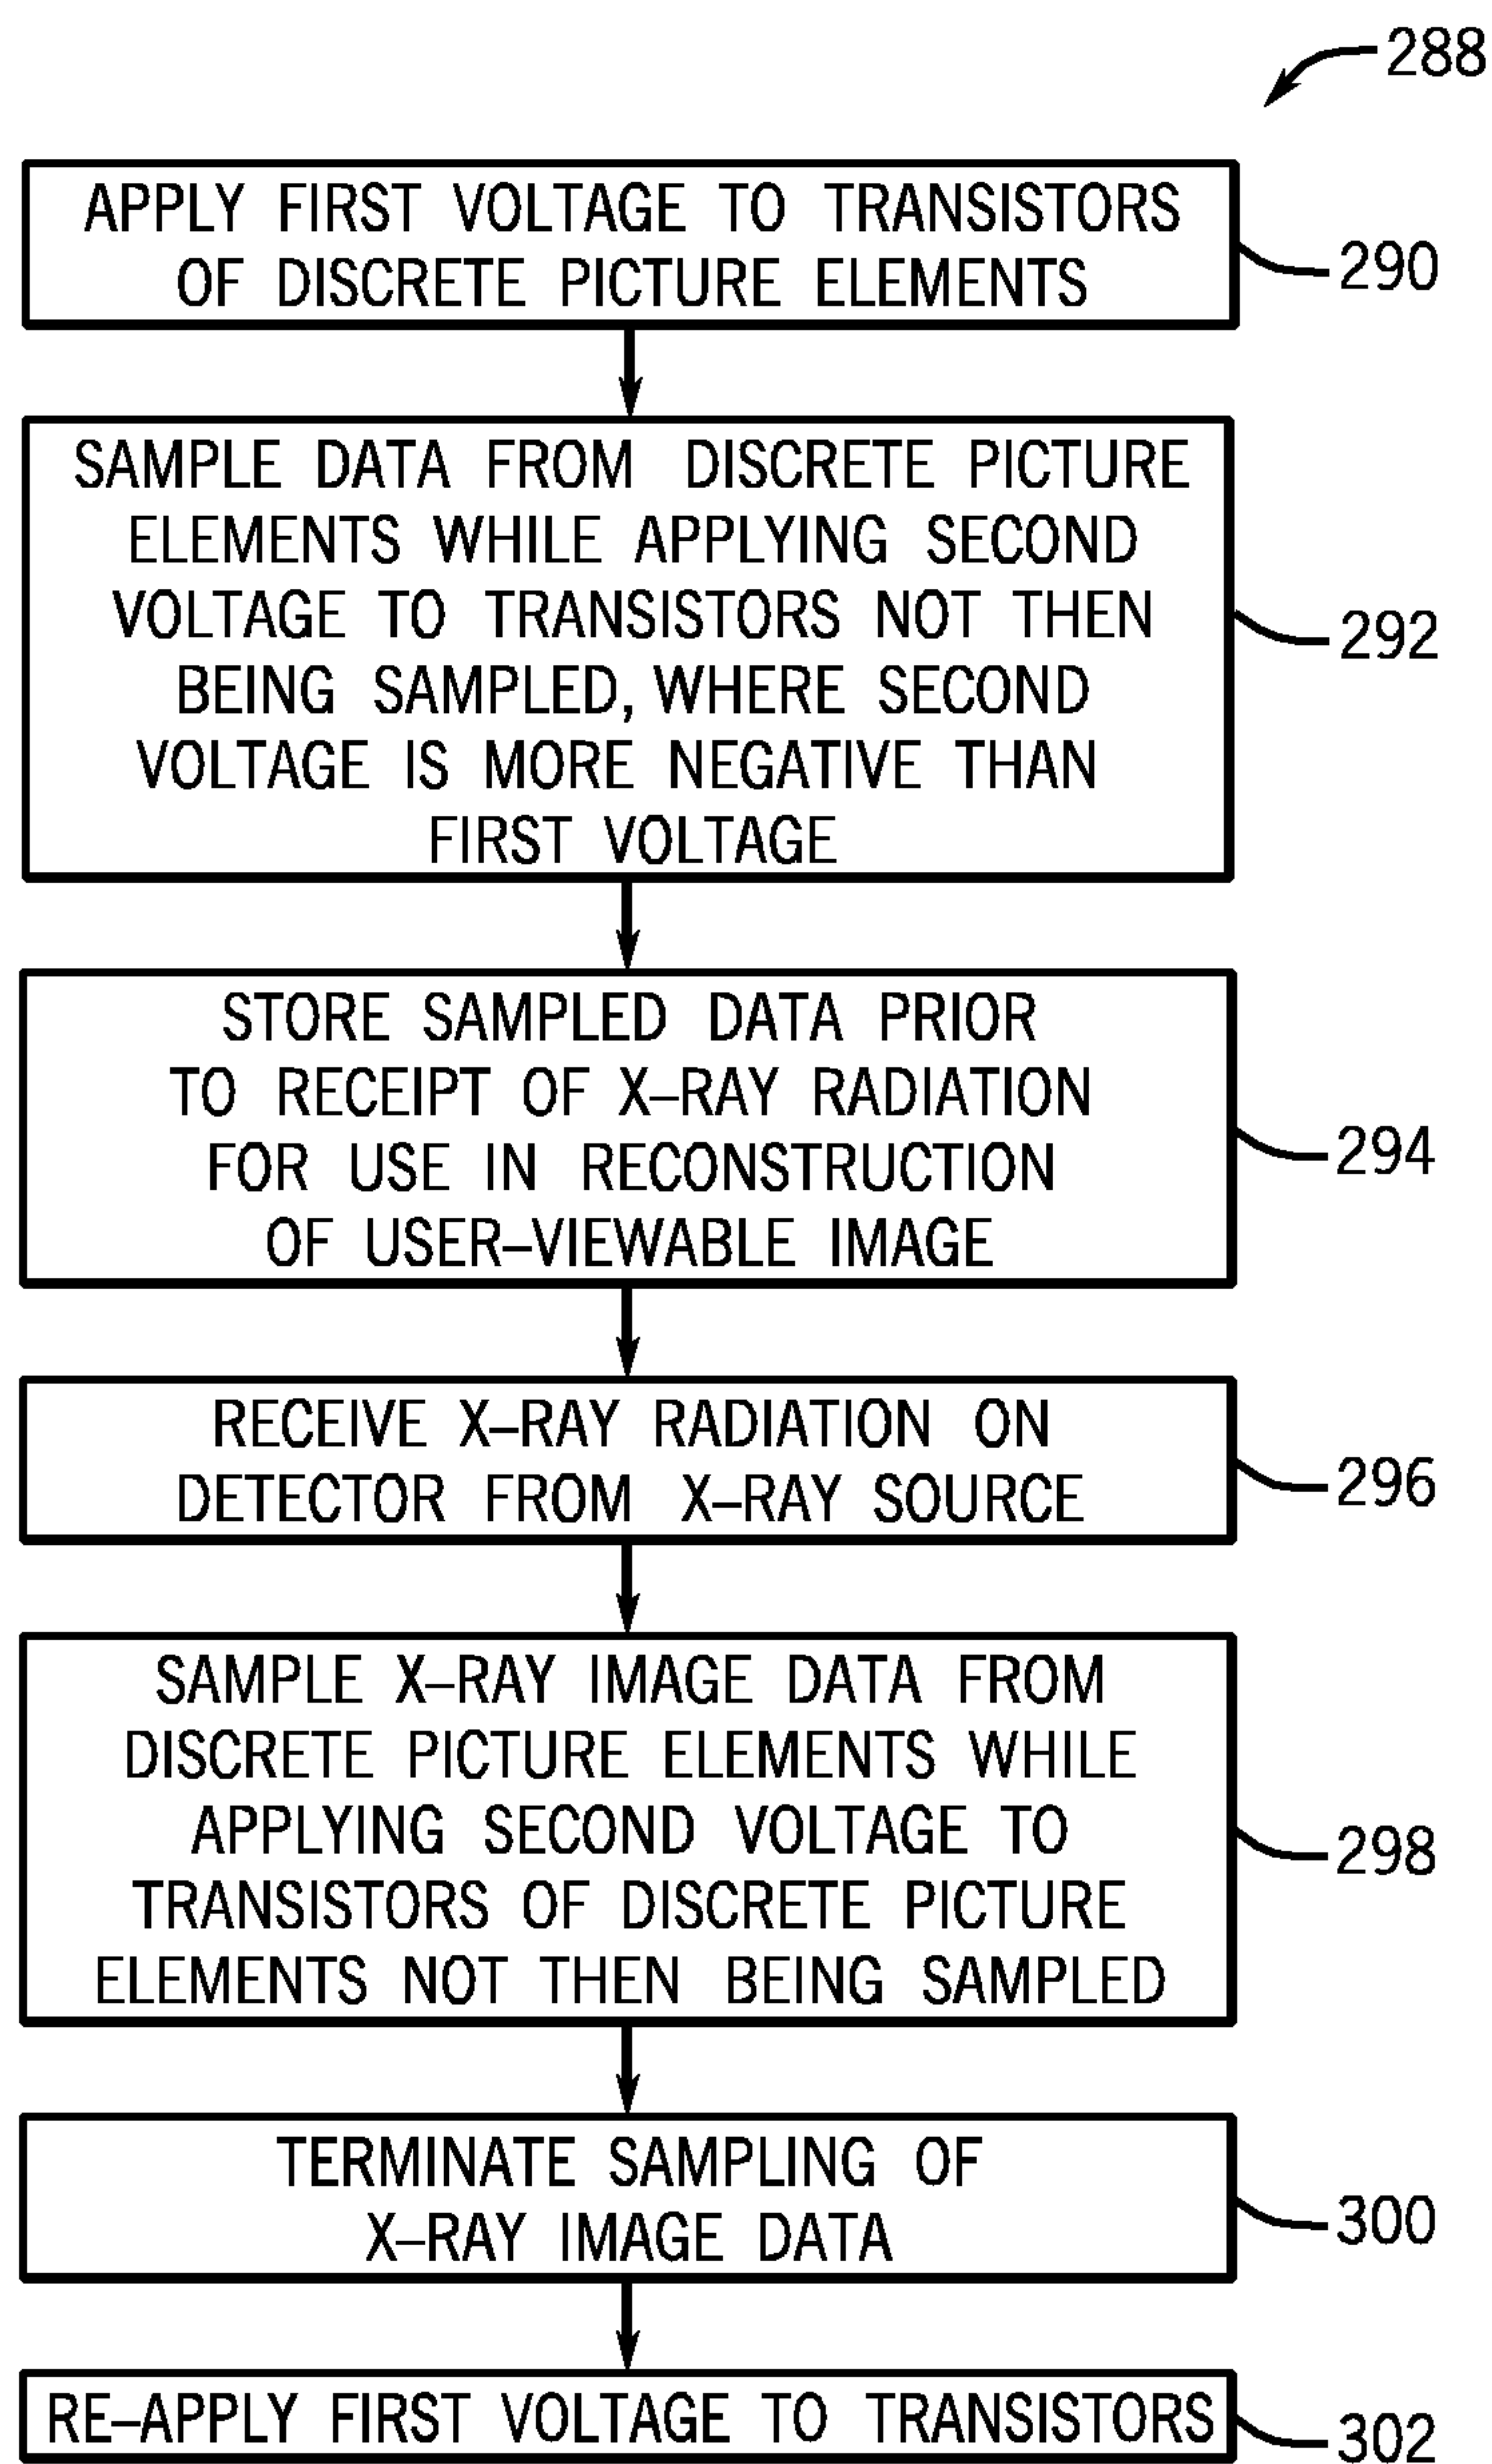 288
APPLY FIRST VOLTAGE TO TRANSISTORS
OF DISCRETE PICTURE ELEMENTS
290
SAMPLE DATA FROM DISCRETE PICTURE
ELEMENTS WHILE APPLYING SECOND
VOLTAGE TO TRANSISTORS NOT THEN
BEING SAMPLED, WHERE SECOND
VOLTAGE IS MORE NEGATIVE THAN
FIRST VOLTAGE
292
STORE SAMPLED DATA PRIOR
TO RECEIPT OF X-RAY RADIATION
FOR USE IN RECONSTRUCTION
OF USER-VIEWABLE IMAGE
294
RECEIVE X-RAY RADIATION ON
DETECTOR FROM X-RAY SOURCE
296
SAMPLE X-RAY IMAGE DATA FROM
DISCRETE PICTURE ELEMENTS WHILE
APPLYING SECOND VOLTAGE TO
TRANSISTORS OF DISCRETE PICTURE
ELEMENTS NOT THEN BEING SAMPLED
298
TERMINATE SAMPLING OF
X-RAY IMAGE DATA
300
RE-APPLY FIRST VOLTAGE TO TRANSISTORS
302